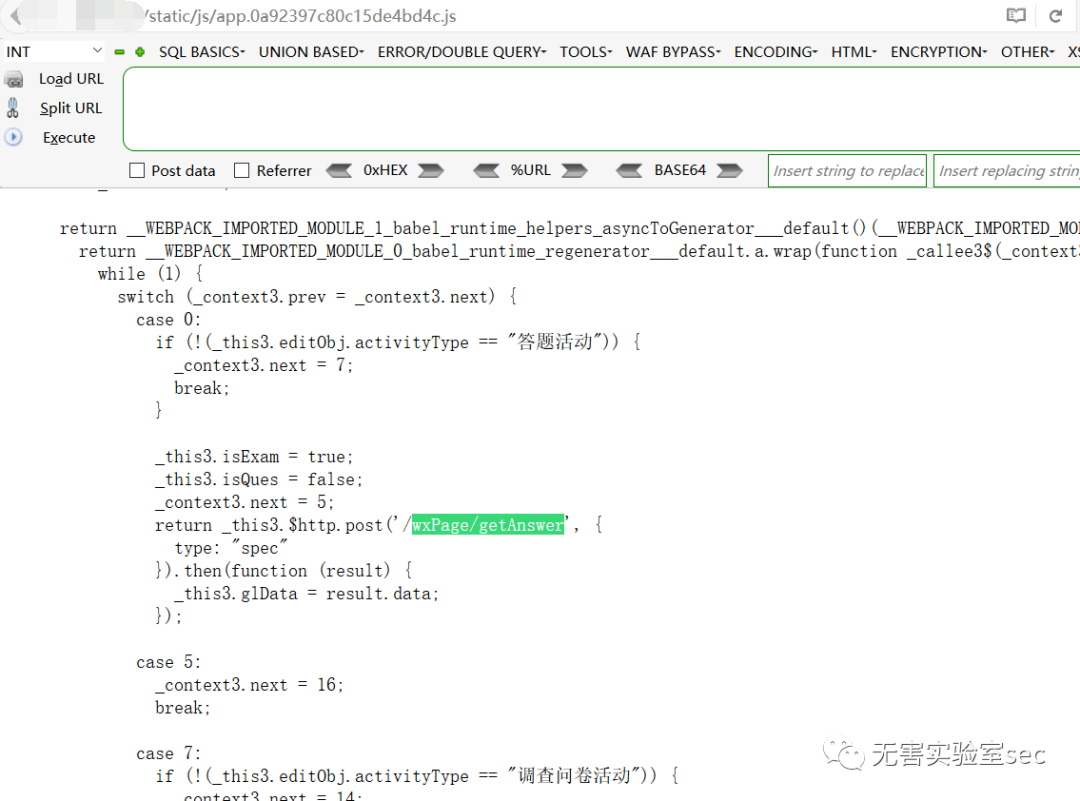 /static/js/app.0a92397c80c15de4bd4c.js
INT SQL BASICS UNION BASED ERROR/DOUBLE QUERY TOOLS WAF BYPASS ENCODING HTML ENCRYPTION OTHER XS
Load URL
Split URL
Execute
Post data Referrer 0xHEX %URL BASE64 Insert string to replace Insert replacing string
return __WEBPACK_IMPORTED_MODULE_1_babel_runtime_helpers_asyncToGenerator___default()(__WEBPACK_IMPORTED_MO
return __WEBPACK_IMPORTED_MODULE_0_babel_runtime_regenerator___default.a.wrap(function _callee3$(_context3
while (1) {
switch (_context3.prev = _context3.next) {
case 0:
if (!(_this3.editObj.activityType == "答题活动")) {
_context3.next = 7;
break;
}
_this3.isExam = true;
_this3.isQues = false;
_context3.next = 5;
return _this3.$http.post('/wxPage/getAnswer', {
type: "spec"
}).then(function (result) {
_this3.glData = result.data;
});
case 5:
_context3.next = 16;
break;
case 7:
if (!(_this3.editObj.activityType == "调查问卷活动")) {
_context3.next = 14;
无害实验室sec